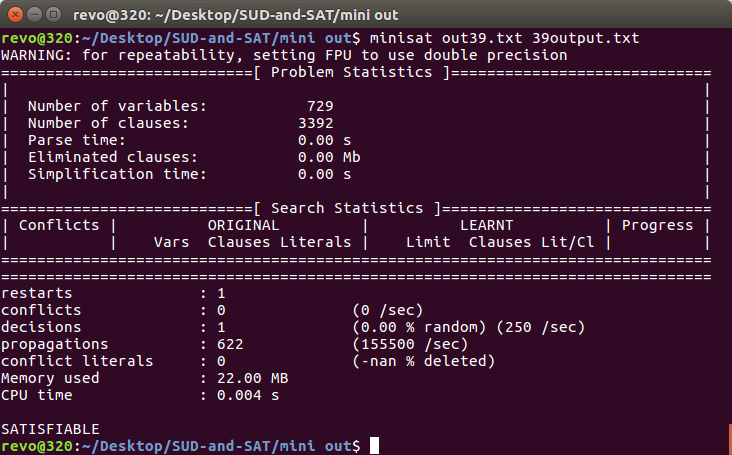 revo@320: ~/Desktop/SUD-and-SAT/mini out
revo@320:~/Desktop/SUD-and-SAT/mini out$ minisat out39.txt 39output.txt
WARNING: for repeatability, setting FPU to use double precision
============================[ Problem Statistics ]=============================
|                                                                             |
|  Number of variables:           729                                         |
|  Number of clauses:            3392                                         |
|  Parse time:                   0.00 s                                       |
|  Eliminated clauses:           0.00 Mb                                      |
|  Simplification time:          0.00 s                                       |
|                                                                             |
============================[ Search Statistics ]==============================
| Conflicts |          ORIGINAL         |          LEARNT          | Progress |
|           |    Vars  Clauses Literals |    Limit  Clauses Lit/Cl |          |
===============================================================================
===============================================================================
restarts              : 1
conflicts             : 0              (0 /sec)
decisions             : 1              (0.00 % random) (250 /sec)
propagations          : 622            (155500 /sec)
conflict literals     : 0              (-nan % deleted)
Memory used           : 22.00 MB
CPU time              : 0.004 s

SATISFIABLE
revo@320:~/Desktop/SUD-and-SAT/mini out$